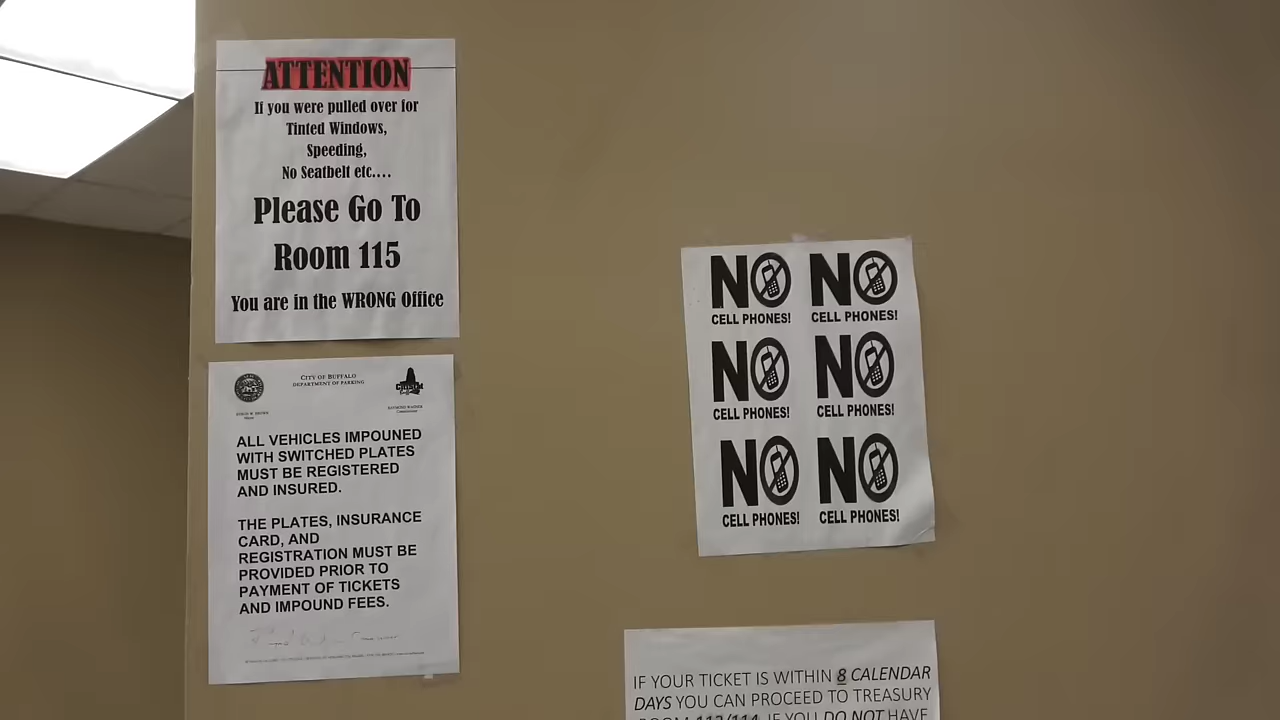 ATTENTION
If you were pulled over for
Tinted Windows,
Speeding,
No Seatbelt etc....
Please Go To
Room 115
You are in the WRONG Office
CITY OF BUFFALO
DEPARTMENT OF PARKING
BYRON W. BROWN
ALL VEHICLES IMPOUNED
WITH SWITCHED PLATES
MUST BE REGISTERED
AND INSURED.
THE PLATES, INSURANCE
CARD, AND
REGISTRATION MUST BE
PROVIDED PRIOR TO
PAYMENT OF TICKETS
AND IMPOUND FEES.
NO NO
CELL PHONES! CELL PHONES!
NO NO
CELL PHONES! CELL PHONES!
NO NO
CELL PHONES! CELL PHONES!
IF YOUR TICKET IS WITHIN 8 CALENDAR
DAYS YOU CAN PROCEED TO TREASURY
ROOM 112/114. IF YOU DO NOT HAVE